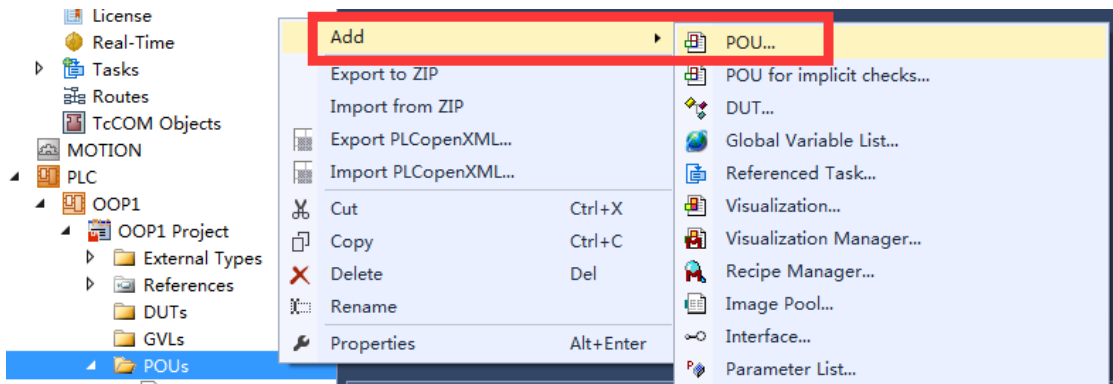 License
Real-Time
Tasks
Routes
TcCOM Objects
MOTION
PLC
OOP1
OOP1 Project
External Types
References
DUTs
GVLs
POUs
Add
Export to ZIP
Import from ZIP
Export PLCopenXML...
Import PLCopenXML...
Cut Ctrl+X
Copy Ctrl+C
Delete Del
Rename
Properties Alt+Enter
POU...
POU for implicit checks...
DUT...
Global Variable List...
Referenced Task...
Visualization...
Visualization Manager...
Recipe Manager...
Image Pool...
Interface...
Parameter List...